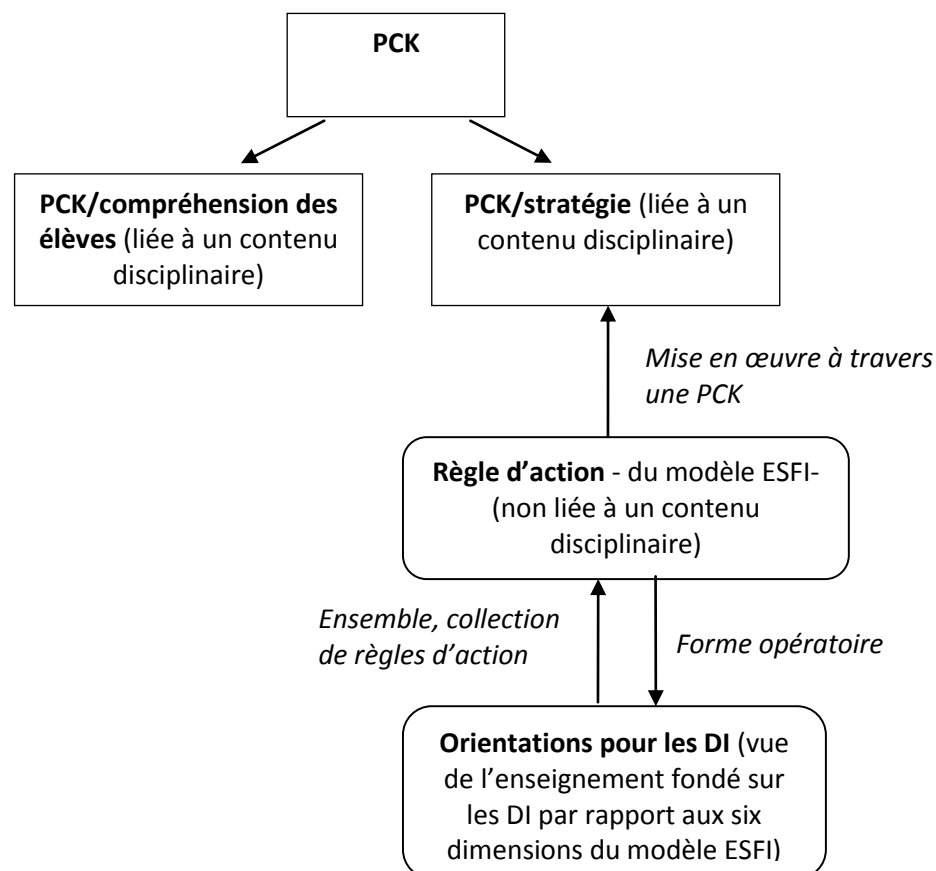 PCK
PCK/compréhension des
élèves (liée à un contenu
disciplinaire)
PCK/stratégie (liée à un
contenu disciplinaire)
Mise en œuvre à travers
une PCK
Règle d’action - du modèle ESFI-
(non liée à un contenu
disciplinaire)
Ensemble, collection
de règles d’action
Forme opératoire
Orientations pour les DI (vue
de l’enseignement fondé sur
les DI par rapport aux six
dimensions du modèle ESFI)